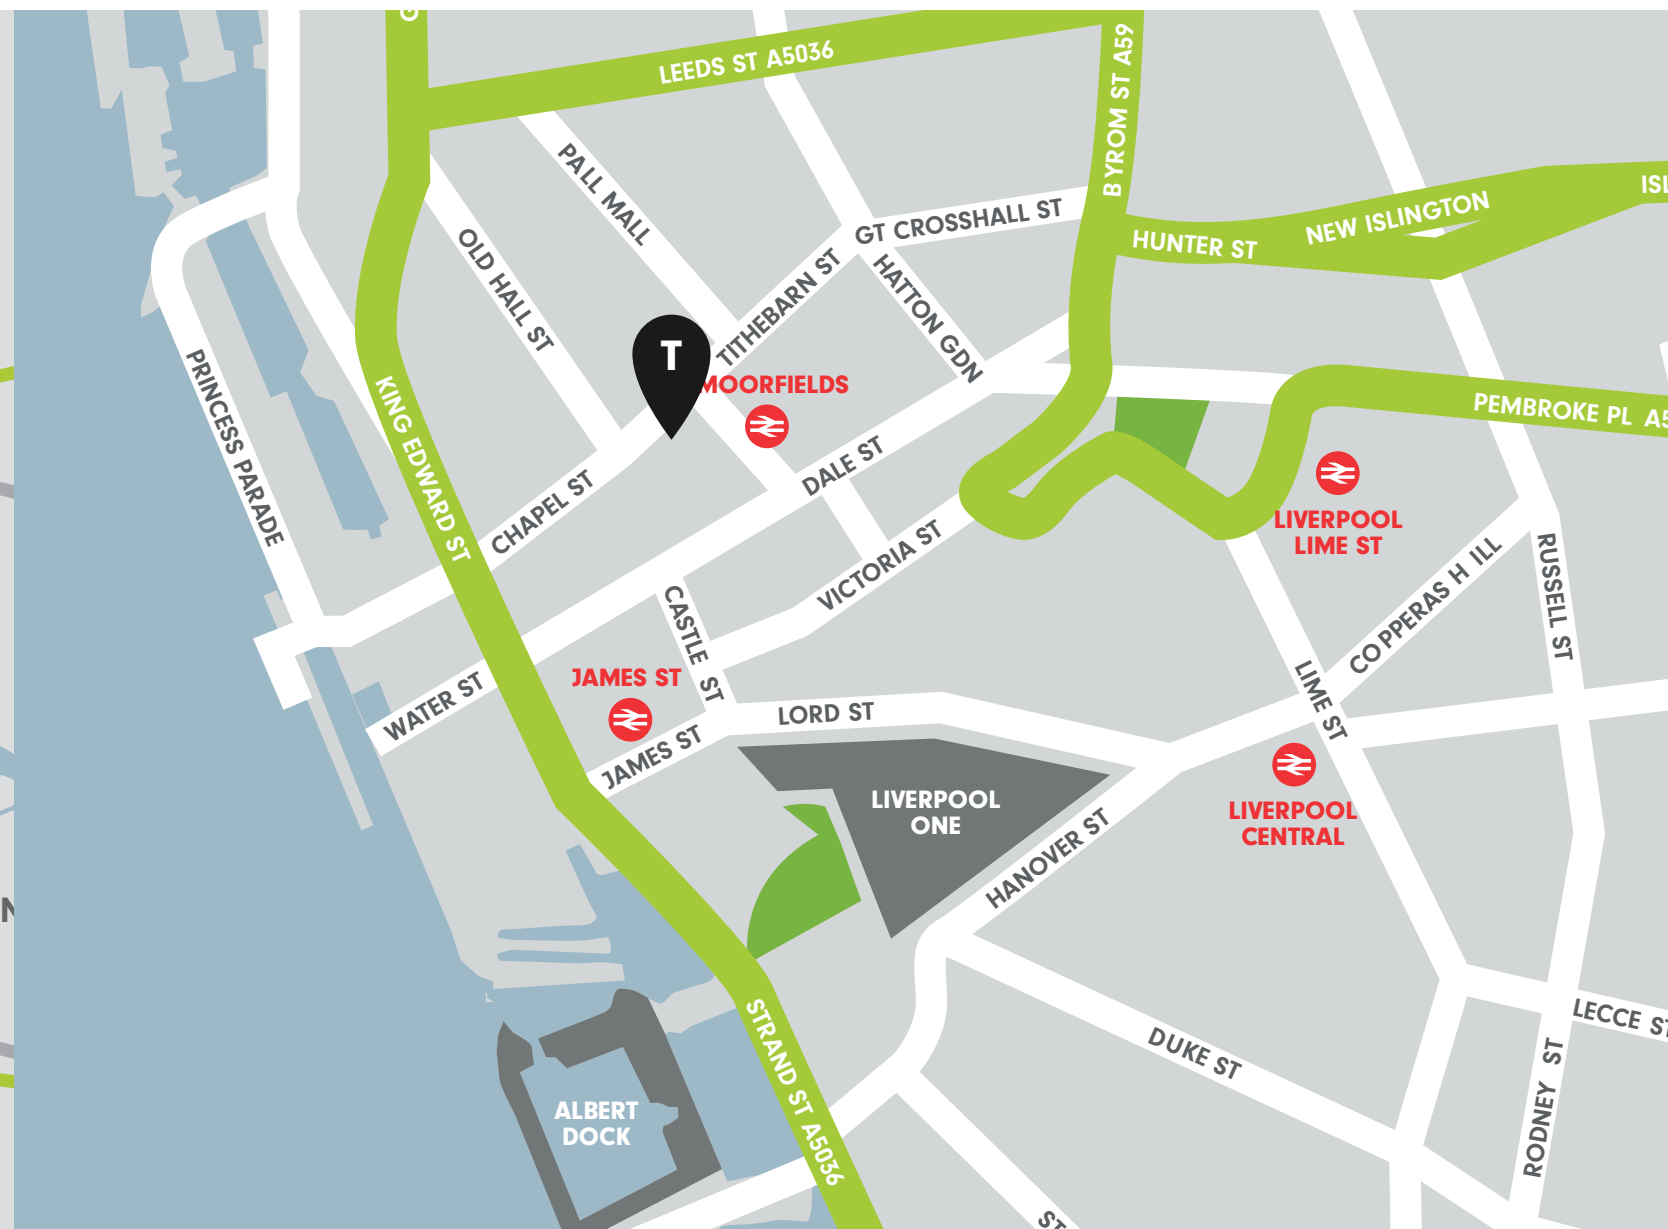 G
LEEDS ST A5036
BYROM ST A59
PALL MALL
OLD HALL ST
GT CROSSHALL ST
TITHEBARN ST
HATTON GDN
HUNTER ST
NEW ISLINGTON
ISL
T
MOORFIELDS
PRINCESS PARADE
KING EDWARD ST
CHAPEL ST
DALE ST
VICTORIA ST
PEMBROKE PL A5
LIVERPOOL
LIME ST
COPPERAS H ILL
RUSSELL ST
CASTLE ST
WATER ST
JAMES ST
JAMES ST
LORD ST
LIME ST
LIVERPOOL
ONE
LIVERPOOL
CENTRAL
HANOVER ST
N
STRAND ST A5036
DUKE ST
LECCE ST
RODNEY ST
ALBERT
DOCK
ST